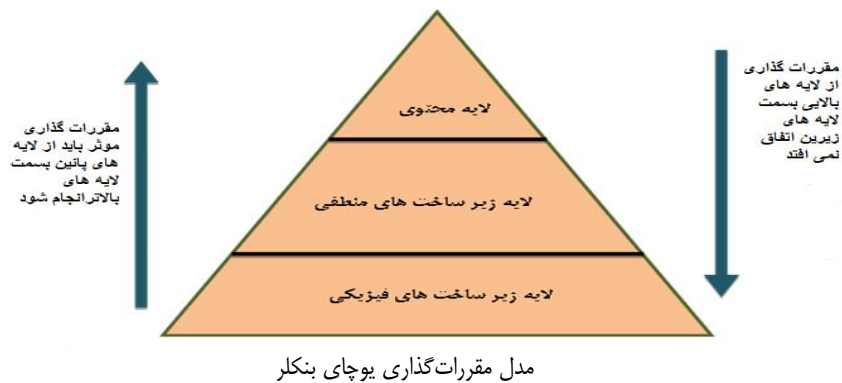 مقررات گذاری
از لایه های
بالایی بسمت
لایه های
زیرین اتفاق
نمی افتد
لایه محتوی
مقررات گذاری
موثر باید از لایه
های پائین بسمت
لایه های
بالاترانجام شود
لایه زیر ساخت های منطقی
لایه زیر ساخت های فیزیکی
مدل مقررات‌گذاری یوچای بنکلر